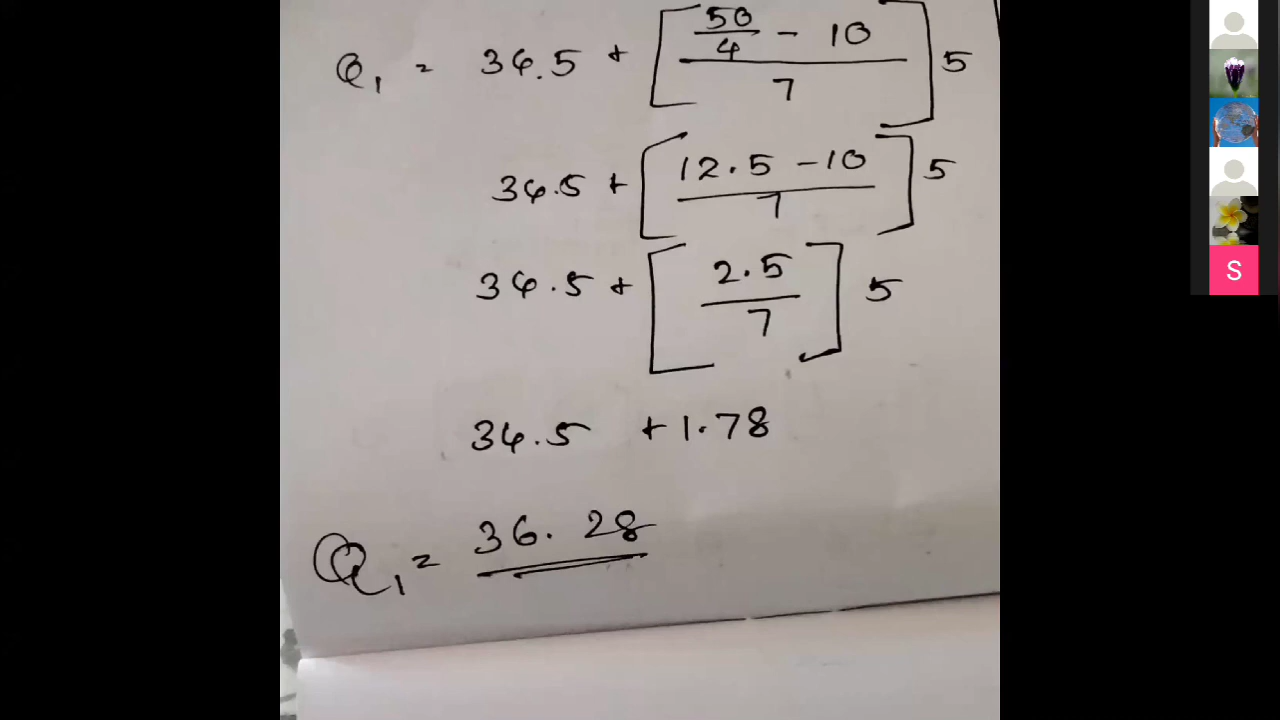 Q₁ = 34.5 + [ (50/4 - 10) / 7 ] 5
34.5 + [ (12.5 - 10) / 7 ] 5
34.5 + [ 2.5 / 7 ] 5
34.5 + 1.78
Q₁ = 36.28
S